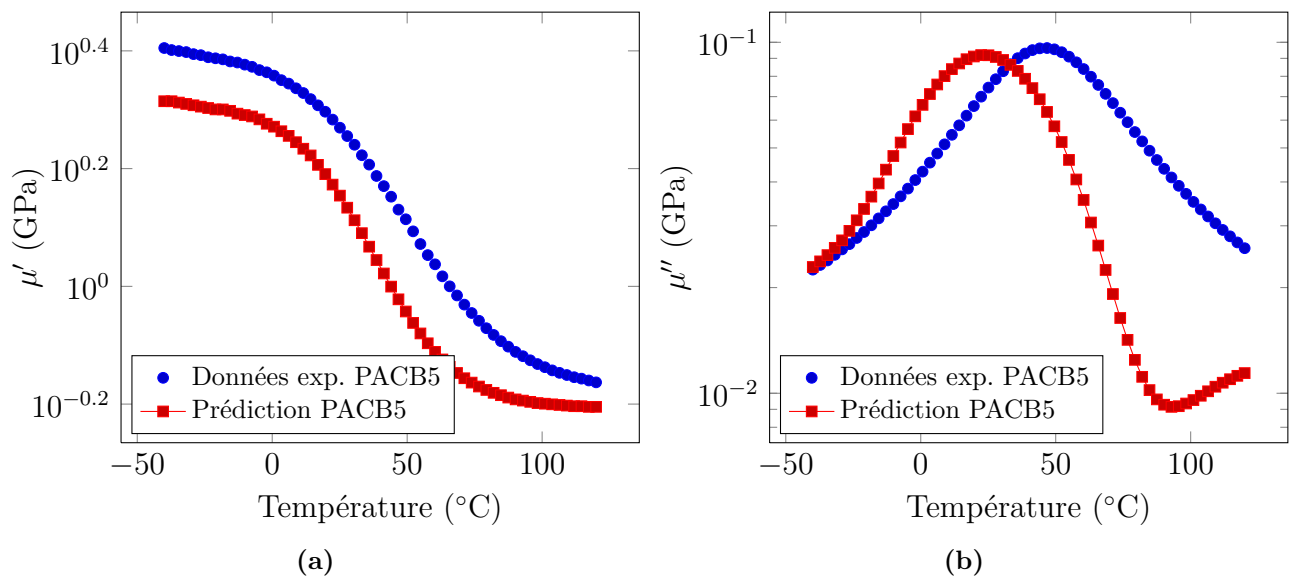 10^0.4
10^0.2
10^0
10^−0.2
μ′ (GPa)
Données exp. PACB5
Prédiction PACB5
−50 0 50 100
Température (°C)
(a)
10^−1
10^−2
μ′′ (GPa)
Données exp. PACB5
Prédiction PACB5
−50 0 50 100
Température (°C)
(b)